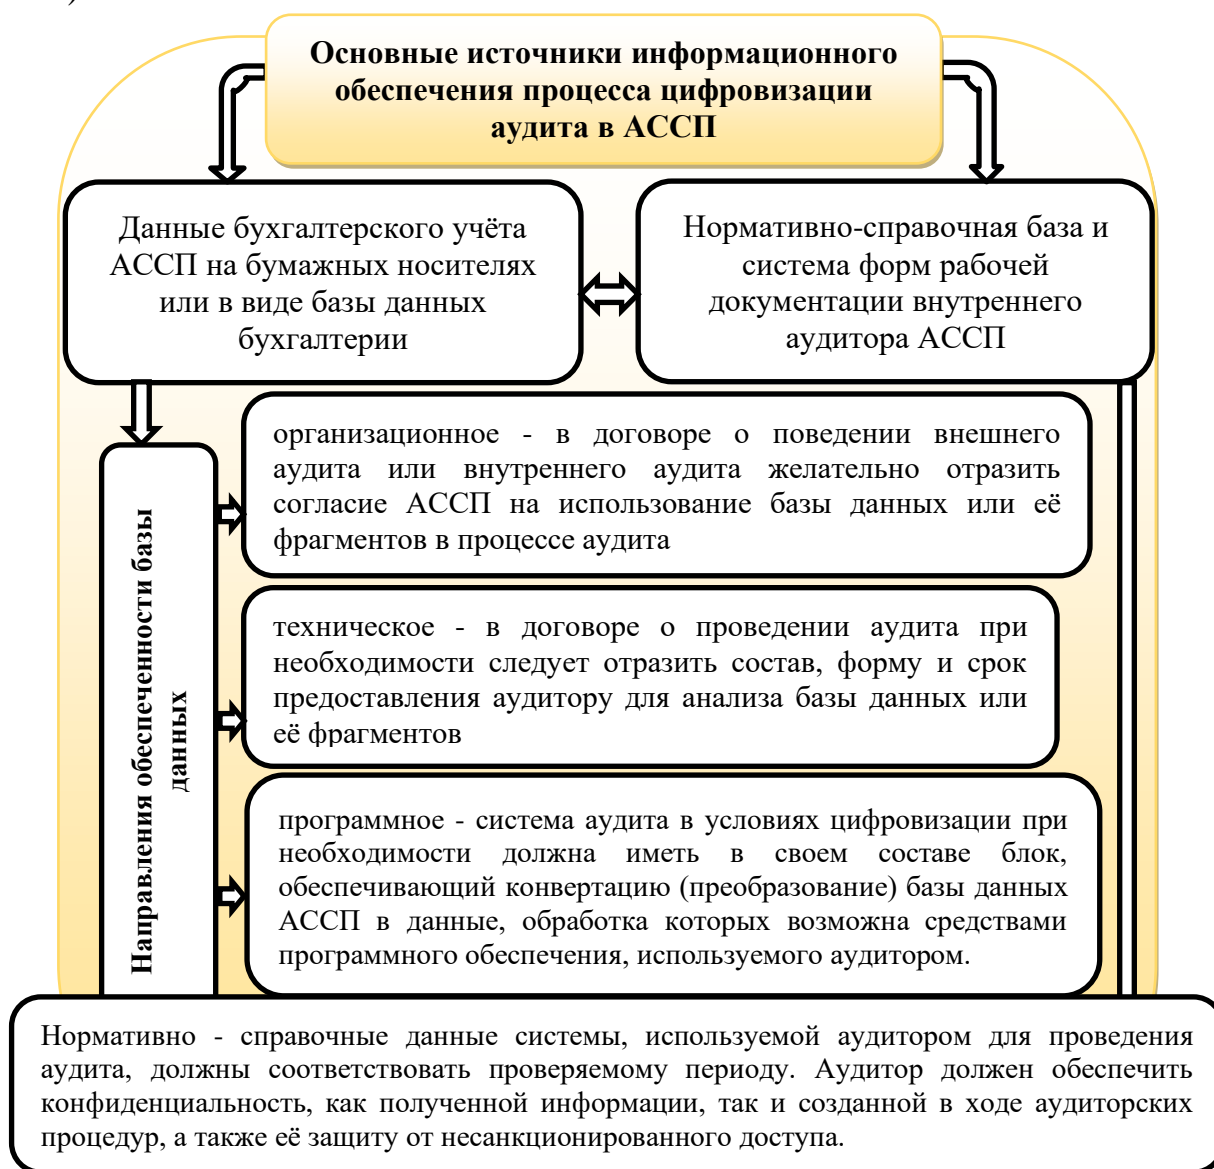 )
Основные источники информационного
обеспечения процесса цифровизации
аудита в АССП
Данные бухгалтерского учёта
АССП на бумажных носителях
или в виде базы данных
бухгалтерии
Нормативно-справочная база и
система форм рабочей
документации внутреннего
аудитора АССП
Направления обеспеченности базы
данных
организационное - в договоре о поведении внешнего
аудита или внутреннего аудита желательно отразить
согласие АССП на использование базы данных или её
фрагментов в процессе аудита
техническое - в договоре о проведении аудита при
необходимости следует отразить состав, форму и срок
предоставления аудитору для анализа базы данных или
её фрагментов
программное - система аудита в условиях цифровизации при
необходимости должна иметь в своем составе блок,
обеспечивающий конвертацию (преобразование) базы данных
АССП в данные, обработка которых возможна средствами
программного обеспечения, используемого аудитором.
Нормативно - справочные данные системы, используемой аудитором для проведения
аудита, должны соответствовать проверяемому периоду. Аудитор должен обеспечить
конфиденциальность, как полученной информации, так и созданной в ходе аудиторских
процедур, а также её защиту от несанкционированного доступа.